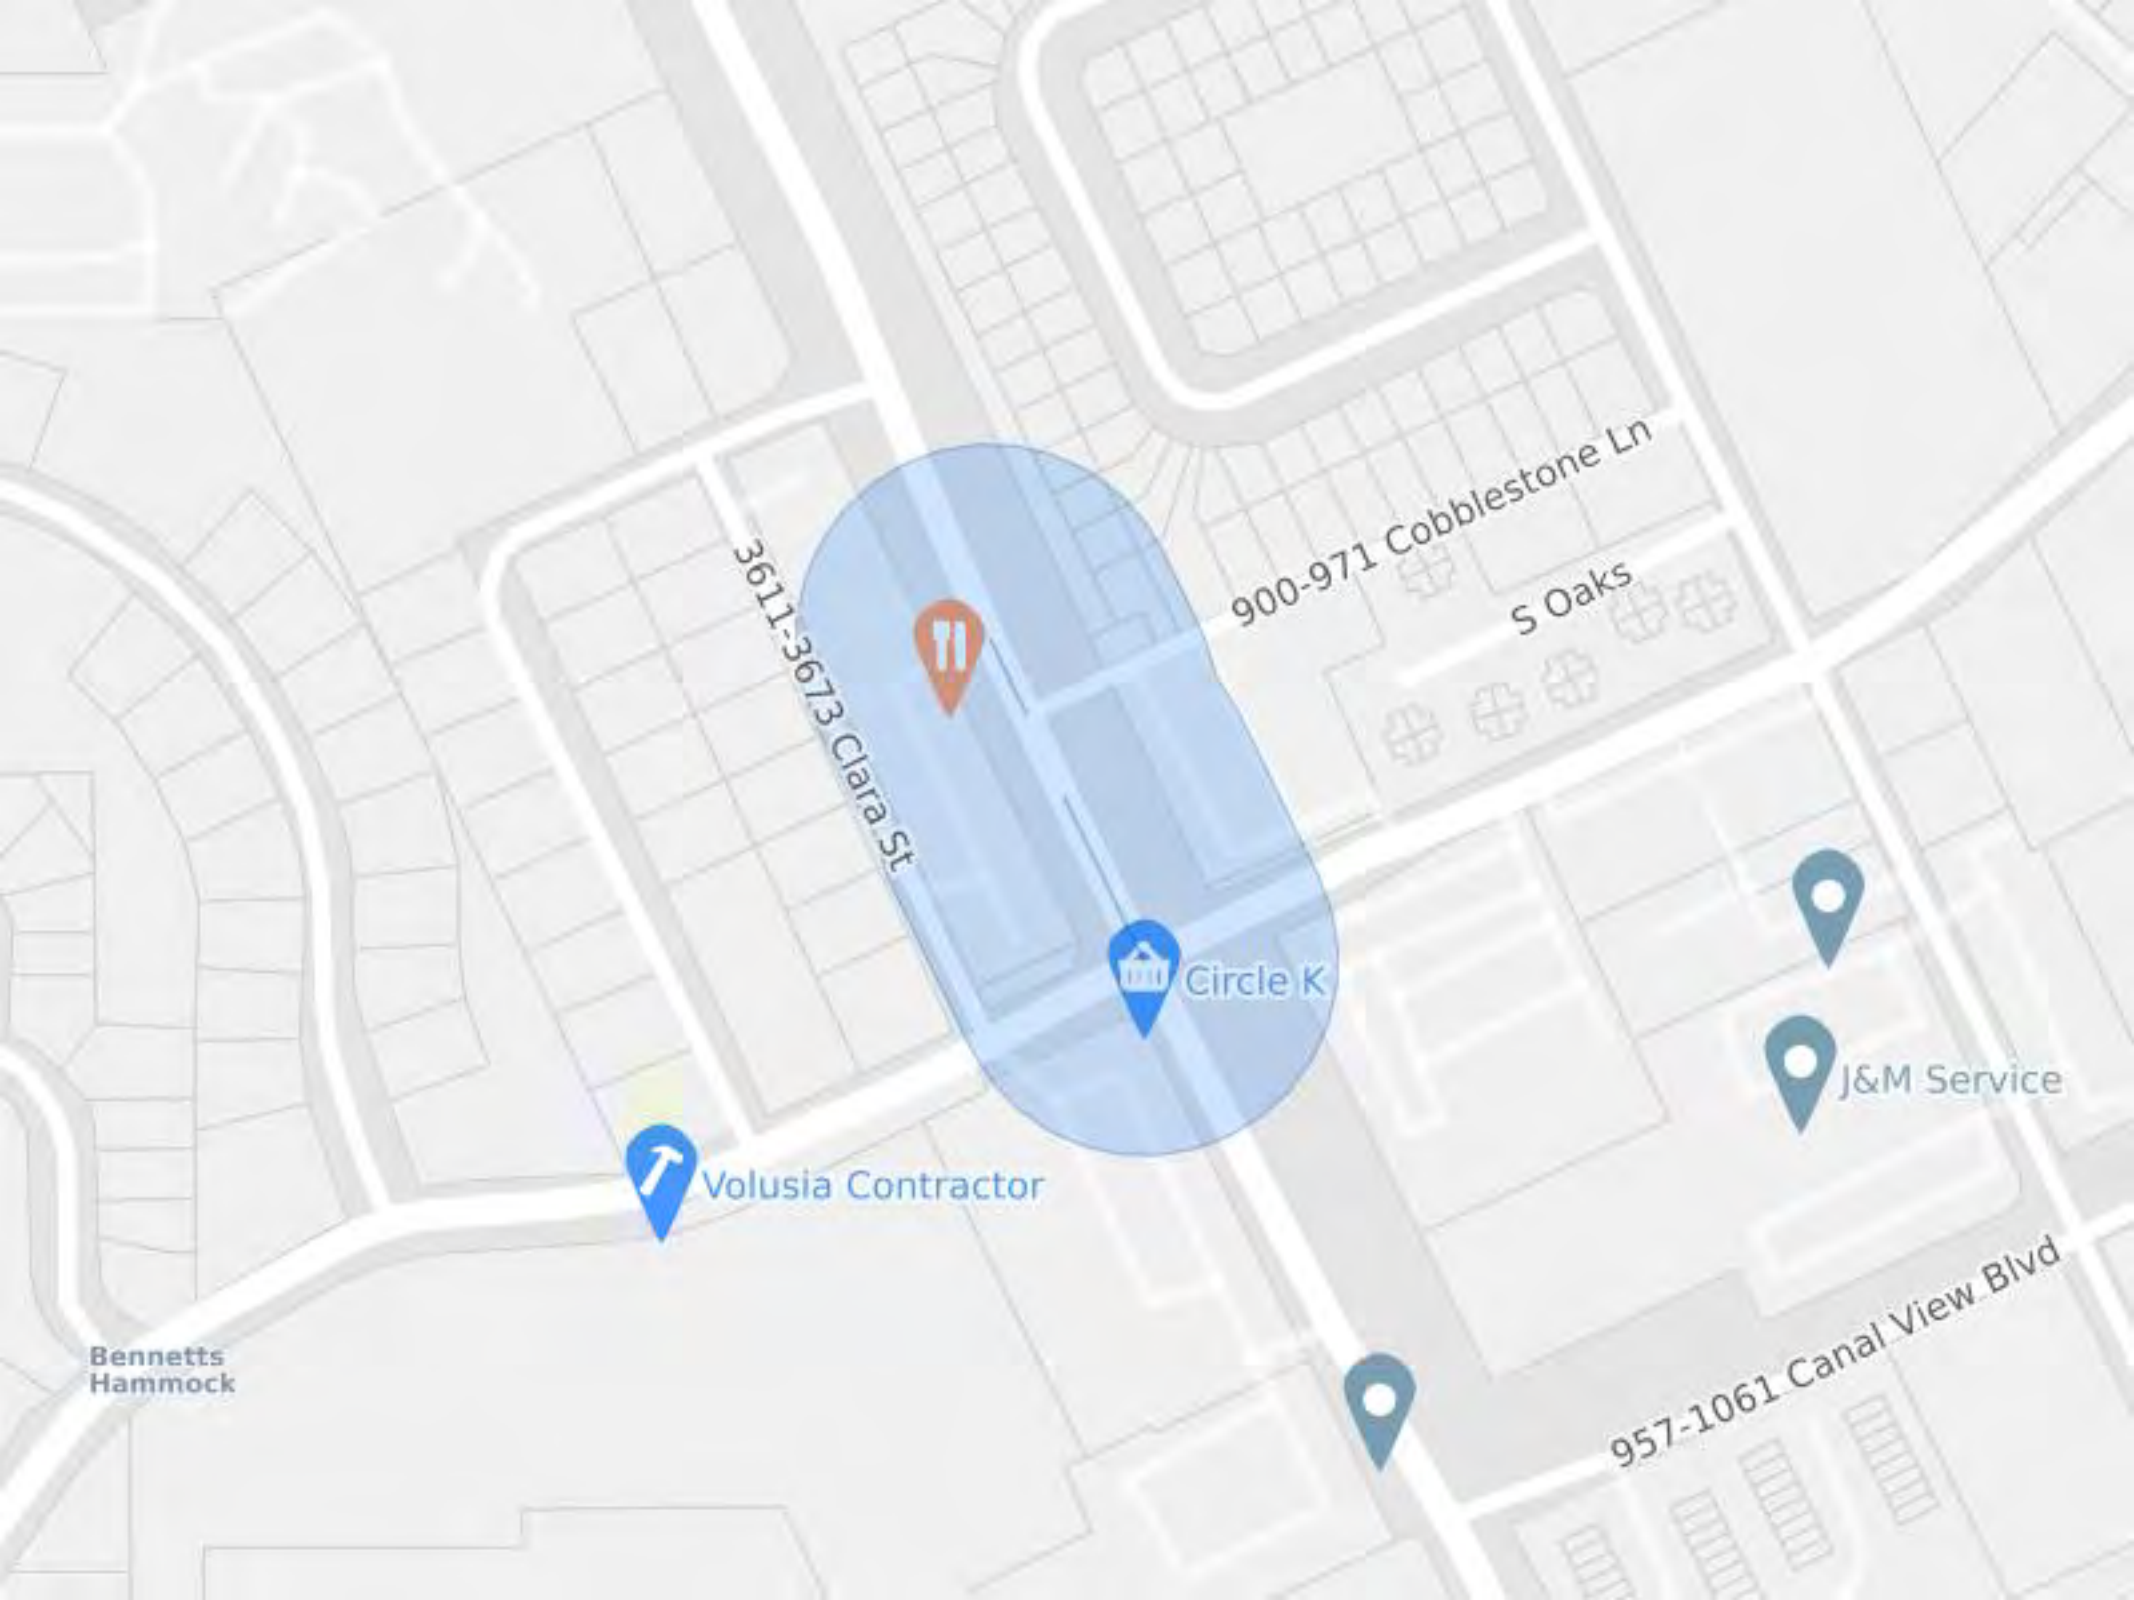 900-971 Cobblestone Ln
S Oaks
3611-3673 Clara St
Circle K
J&M Service
Volusia Contractor
957-1061 Canal View Blvd
Bennetts
Hammock